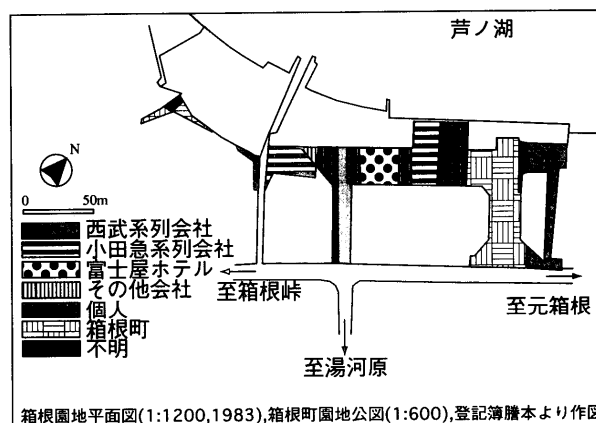 芦ノ湖
N
0 50m
西武系列会社
小田急系列会社
富士屋ホテル
その他会社
個人
箱根町
不明
至箱根峠
至元箱根
至湯河原
箱根園地平面図(1:1200,1983),箱根町園地公図(1:600),登記簿謄本より作図